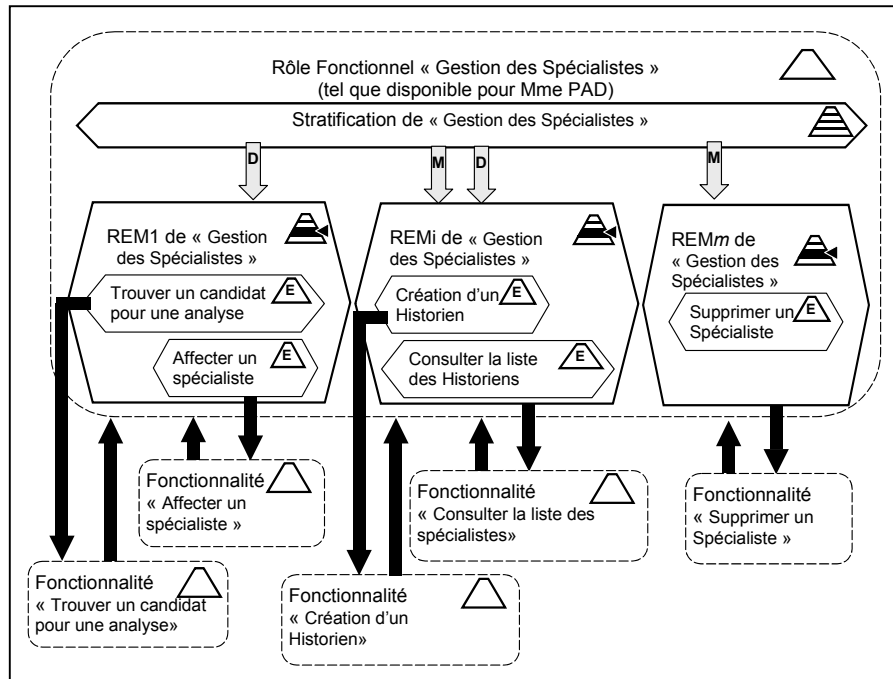 Rôle Fonctionnel « Gestion des Spécialistes »
(tel que disponible pour Mme PAD)
Stratification de « Gestion des Spécialistes »
D
M
D
M
REM1 de « Gestion
des Spécialistes »
Trouver un candidat
pour une analyse
E
Affecter un
spécialiste
E
REMi de « Gestion
des Spécialistes »
Création d'un
Historien
E
Consulter la liste
des Historiens
E
REMm de
« Gestion des
Spécialistes »
Supprimer un
Spécialiste
E
Fonctionnalité
« Affecter un
spécialiste »
Fonctionnalité
« Consulter la liste des
spécialistes»
Fonctionnalité
« Supprimer un
Spécialiste »
Fonctionnalité
« Trouver un candidat
pour une analyse»
Fonctionnalité
« Création d'un
Historien»